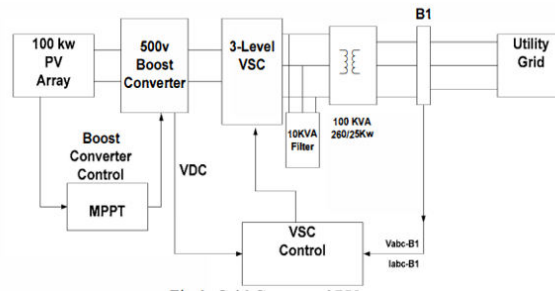 B1
100 kw
PV
Array
500v
Boost
Converter
3-Level
VSC
Utility
Grid
10KVA
Filter
100 KVA
260/25Kw
Boost
Converter
Control
VDC
MPPT
VSC
Control
Vabc-B1
Iabc-B1